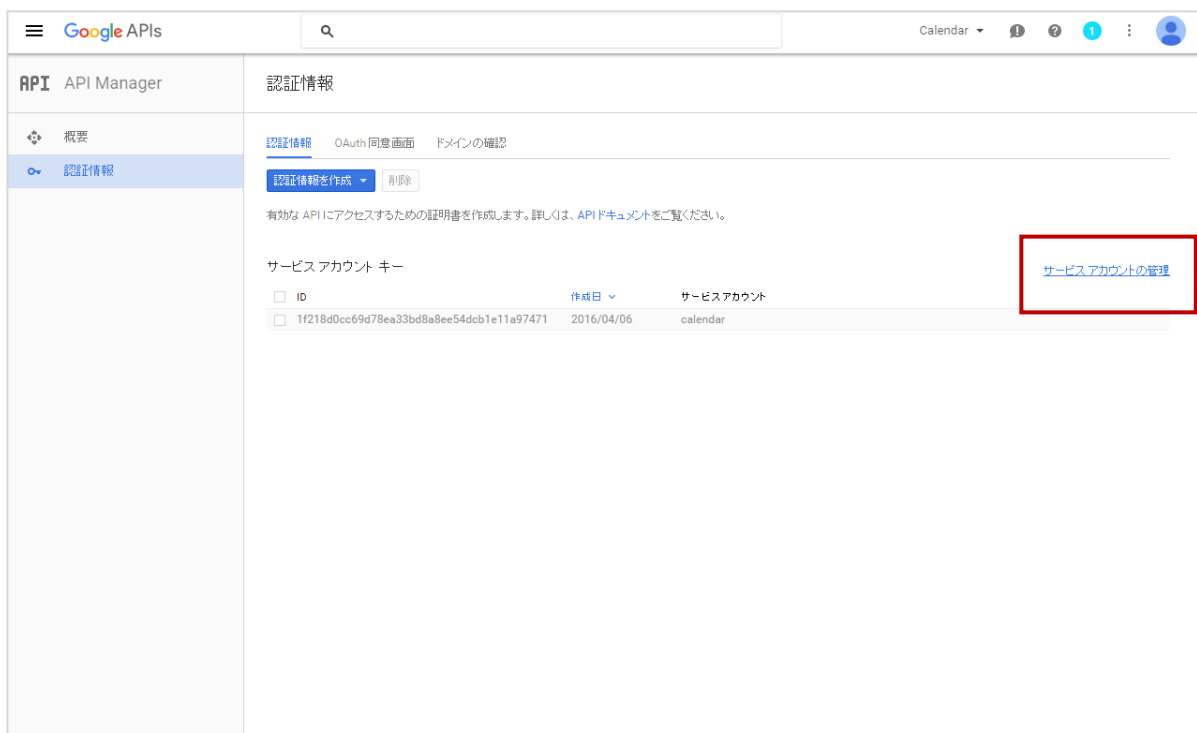 Google APIs
Calendar
1
API API Manager
認証情報
概要
認証情報
認証情報 OAuth 同意画面 ドメインの確認
認証情報を作成 削除
有効な API にアクセスするための証明書を作成します。詳しくは、API ドキュメントをご覧ください。
サービス アカウント キー
サービス アカウントの管理
ID 作成日 サービス アカウント
1f218d0cc69d78ea33bd8a8ee54dcb1e11a97471 2016/04/06 calendar